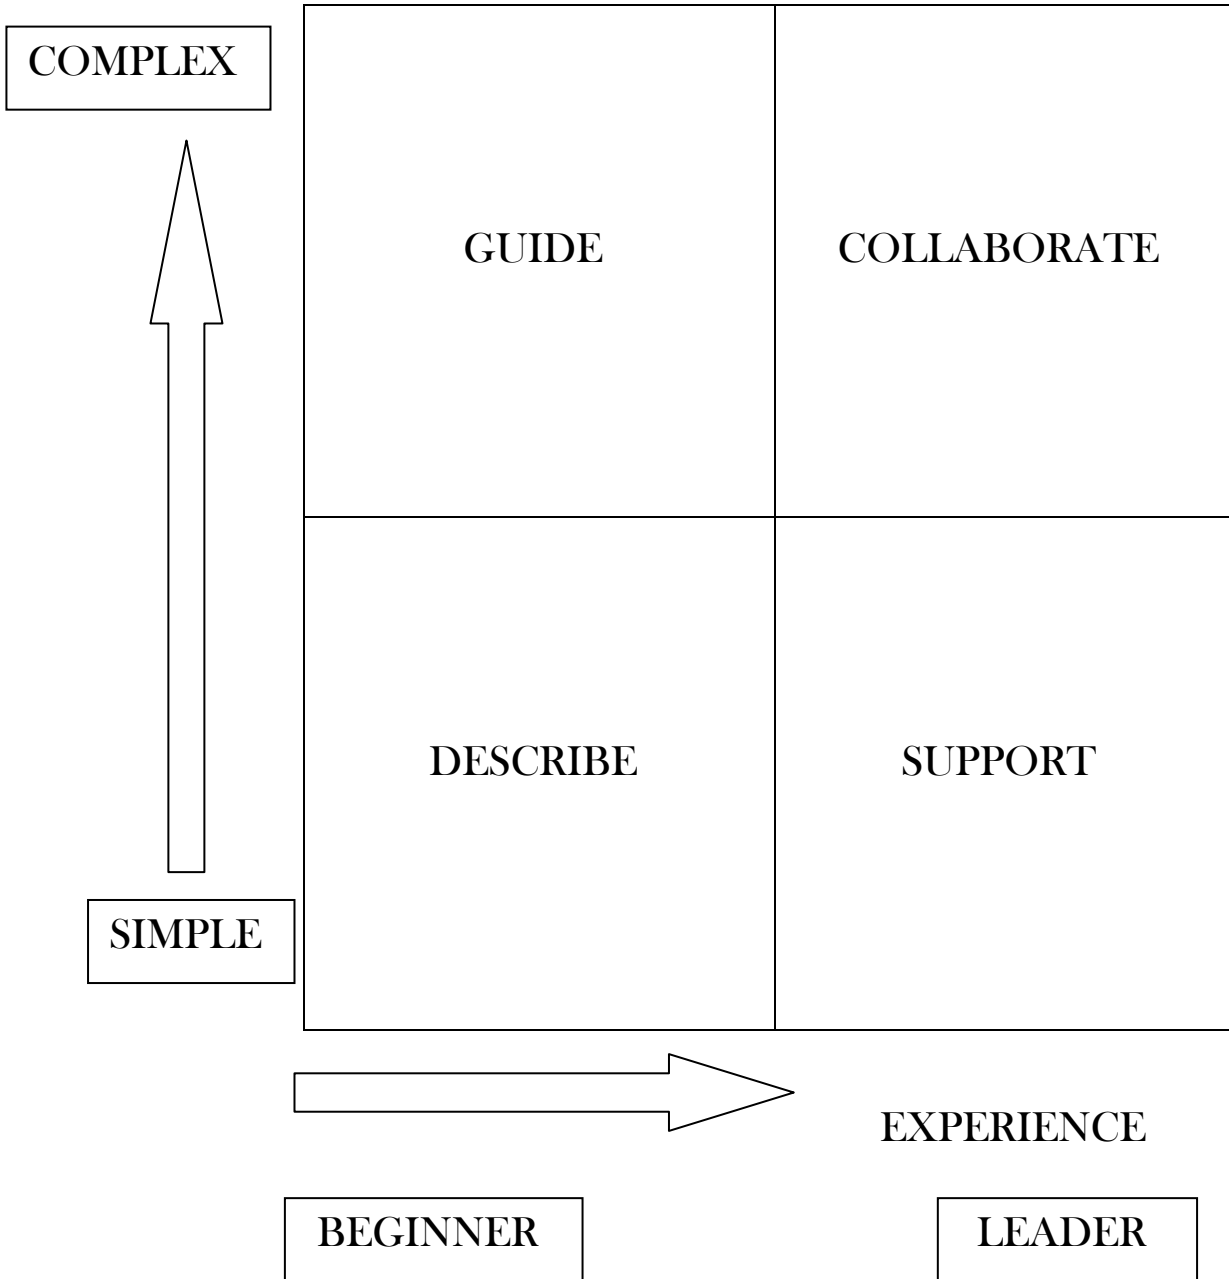 COMPLEX
GUIDE
COLLABORATE
DESCRIBE
SUPPORT
SIMPLE
EXPERIENCE
BEGINNER
LEADER